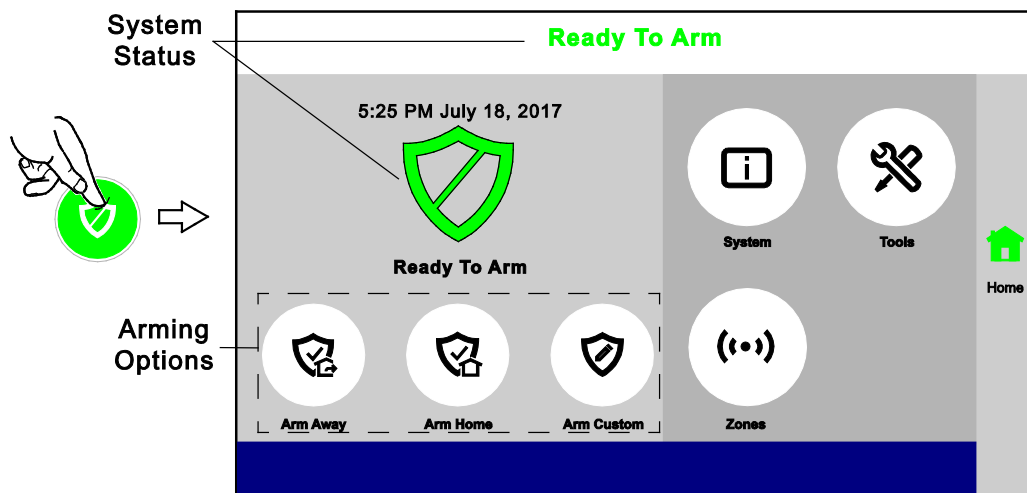 System
Status
Ready To Arm
5:25 PM July 18, 2017
Ready To Arm
System
Tools
Home
Arming
Options
Arm Away
Arm Home
Arm Custom
Zones